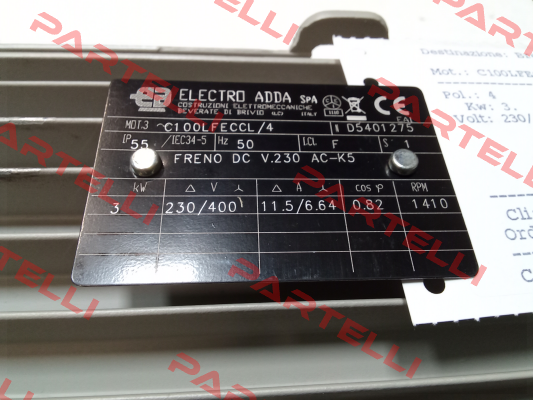 ELECTRO ADDA SPA
COSTRUZIONI ELETTROMECCANICHE
BEVERATE DI BRIVIO (LC) ITALY
CE
EAC
MOT.3 ~C100LFECCL/4 N D5401275
IP 55 /IEC34-5 Hz 50 I.CL F S 1
FRENO DC V.230 AC-K5
kW Δ V ⅄ Δ A ⅄ cos φ RPM
3 230/400 11.5/6.64 0.82 1410
Destinazione:
Mot.: C100LFE
Pol.: 4
Kw: 3.
Volt: 230/
Cli
Ord
C
PARTELLI
PARTELLI
PARTELLI
PARTELLI
PARTELLI